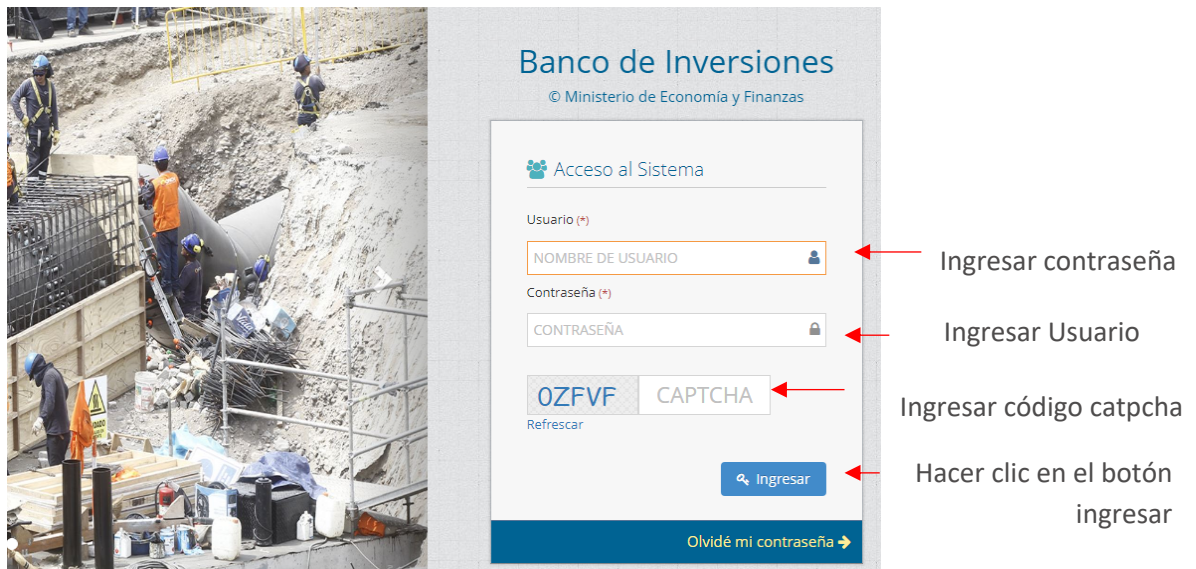 Banco de Inversiones
© Ministerio de Economía y Finanzas
Acceso al Sistema
Usuario (*)
NOMBRE DE USUARIO
Ingresar contraseña
Contraseña (*)
CONTRASEÑA
Ingresar Usuario
OZFVF
CAPTCHA
Refrescar
Ingresar código catpcha
Ingresar
Hacer clic en el botón
ingresar
Olvidé mi contraseña